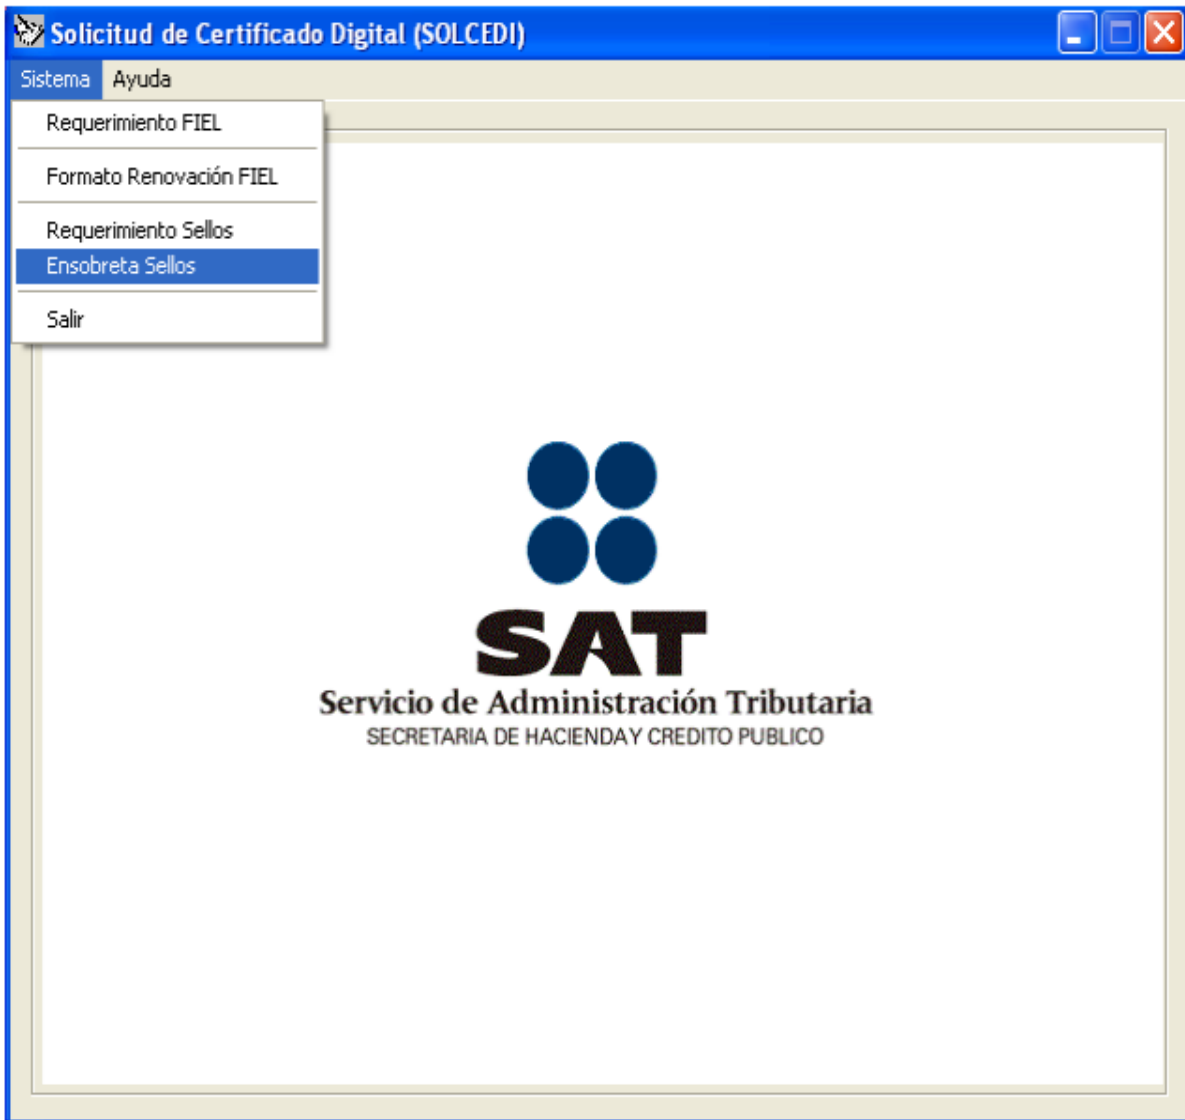 Solicitud de Certificado Digital (SOLCEDI)
Sistema Ayuda
Requerimiento FIEL
Formato Renovación FIEL
Requerimiento Sellos
Ensobreta Sellos
Salir
SAT
Servicio de Administración Tributaria
SECRETARIA DE HACIENDA Y CREDITO PUBLICO